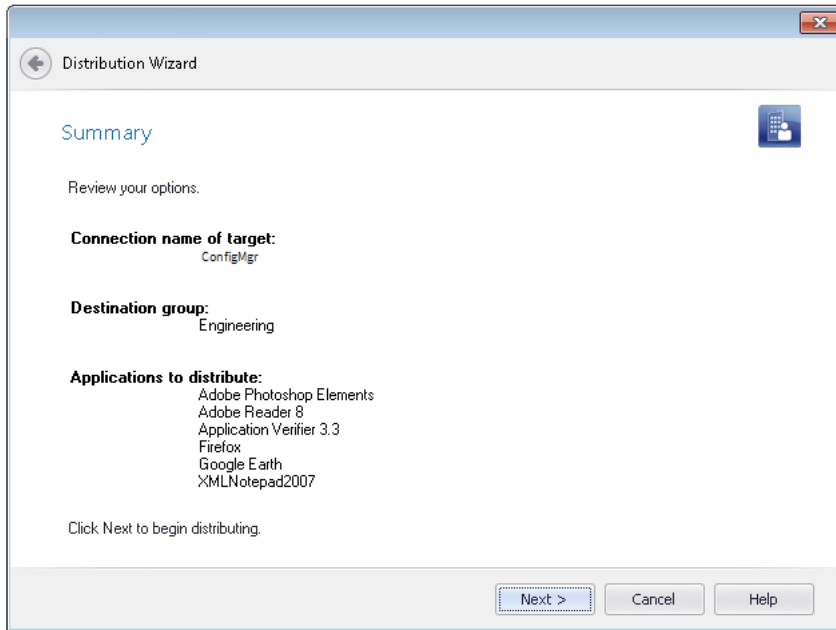 Distribution Wizard
Summary
Review your options.
Connection name of target:
ConfigMgr
Destination group:
Engineering
Applications to distribute:
Adobe Photoshop Elements
Adobe Reader 8
Application Verifier 3.3
Firefox
Google Earth
XMLNotepad2007
Click Next to begin distributing.
Next >
Cancel
Help